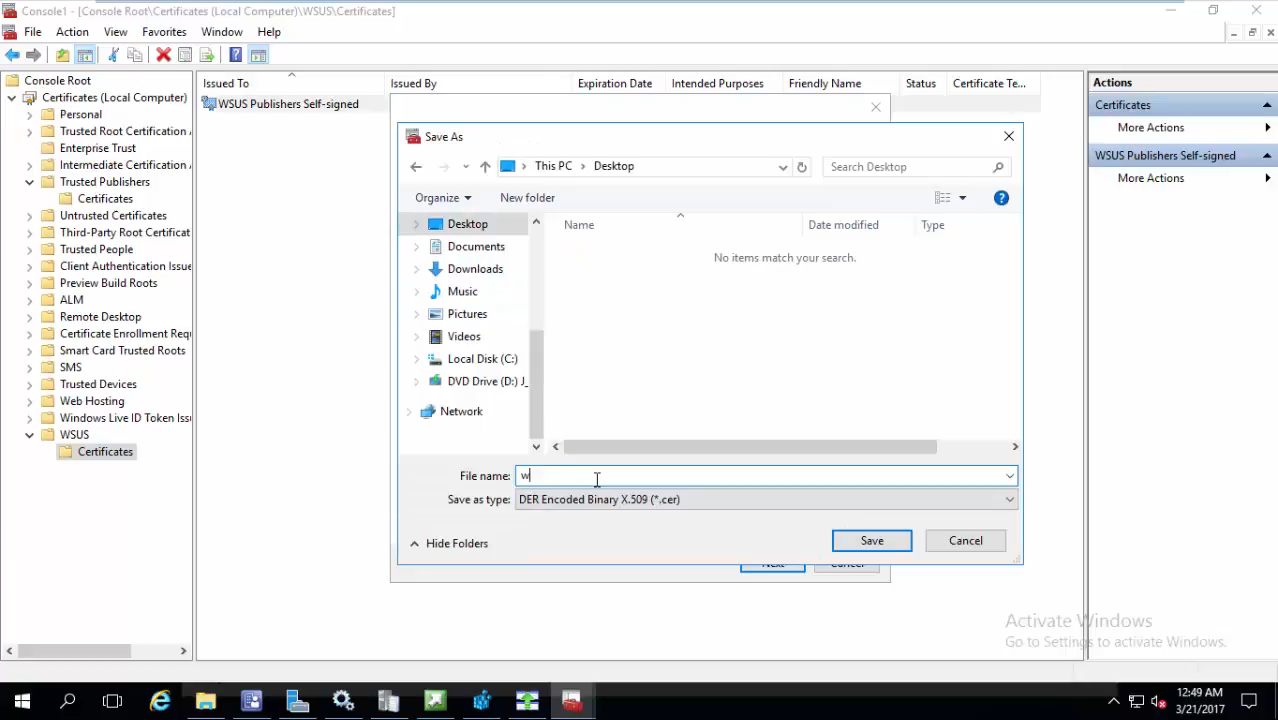 Console1 - [Console Root\Certificates (Local Computer)\WSUS\Certificates]
File Action View Favorites Window Help
Console Root
Certificates (Local Computer)
Personal
Trusted Root Certification
Enterprise Trust
Intermediate Certification
Trusted Publishers
Certificates
Untrusted Certificates
Third-Party Root Certificat
Trusted People
Client Authentication Issue
Preview Build Roots
ALM
Remote Desktop
Certificate Enrollment Req
Smart Card Trusted Roots
SMS
Trusted Devices
Web Hosting
Windows Live ID Token Iss
WSUS
Certificates
Issued To Issued By Expiration Date Intended Purposes Friendly Name Status Certificate Te...
WSUS Publishers Self-signed
Save As
This PC > Desktop
Search Desktop
Organize New folder
Desktop
Documents
Downloads
Music
Pictures
Videos
Local Disk (C:)
DVD Drive (D:) J_
Network
Name Date modified Type
No items match your search.
File name: w
Save as type: DER Encoded Binary X.509 (*.cer)
Hide Folders
Save Cancel
Next Cancel
Actions
Certificates
More Actions
WSUS Publishers Self-signed
More Actions
Activate Windows
Go to Settings to activate Windows.
12:49 AM
3/21/2017